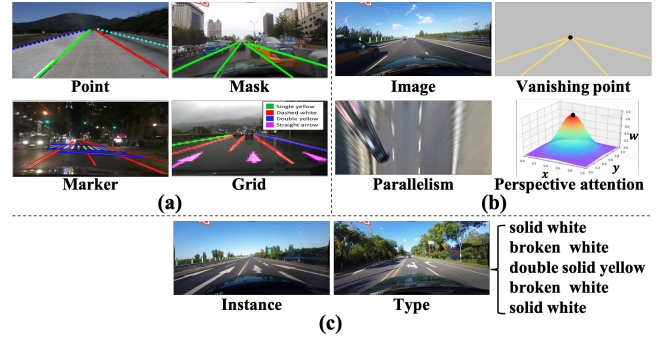 Point
Mask
Image
Vanishing point
Single yellow
Dashed white
Double yellow
Straight arrow
Marker
Grid
Parallelism
Perspective attention
w
x
y
(a)
(b)
solid white
broken white
double solid yellow
broken white
solid white
Instance
Type
(c)